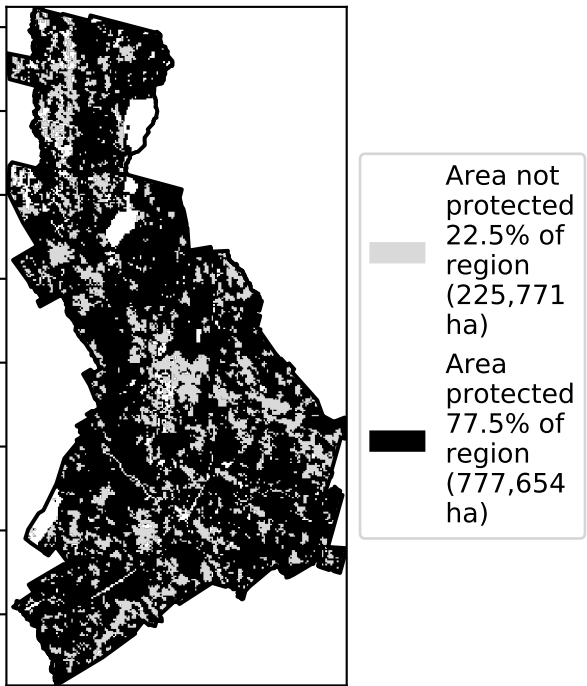 Area not
protected
22.5% of
region
(225,771
ha)
Area
protected
77.5% of
region
(777,654
ha)